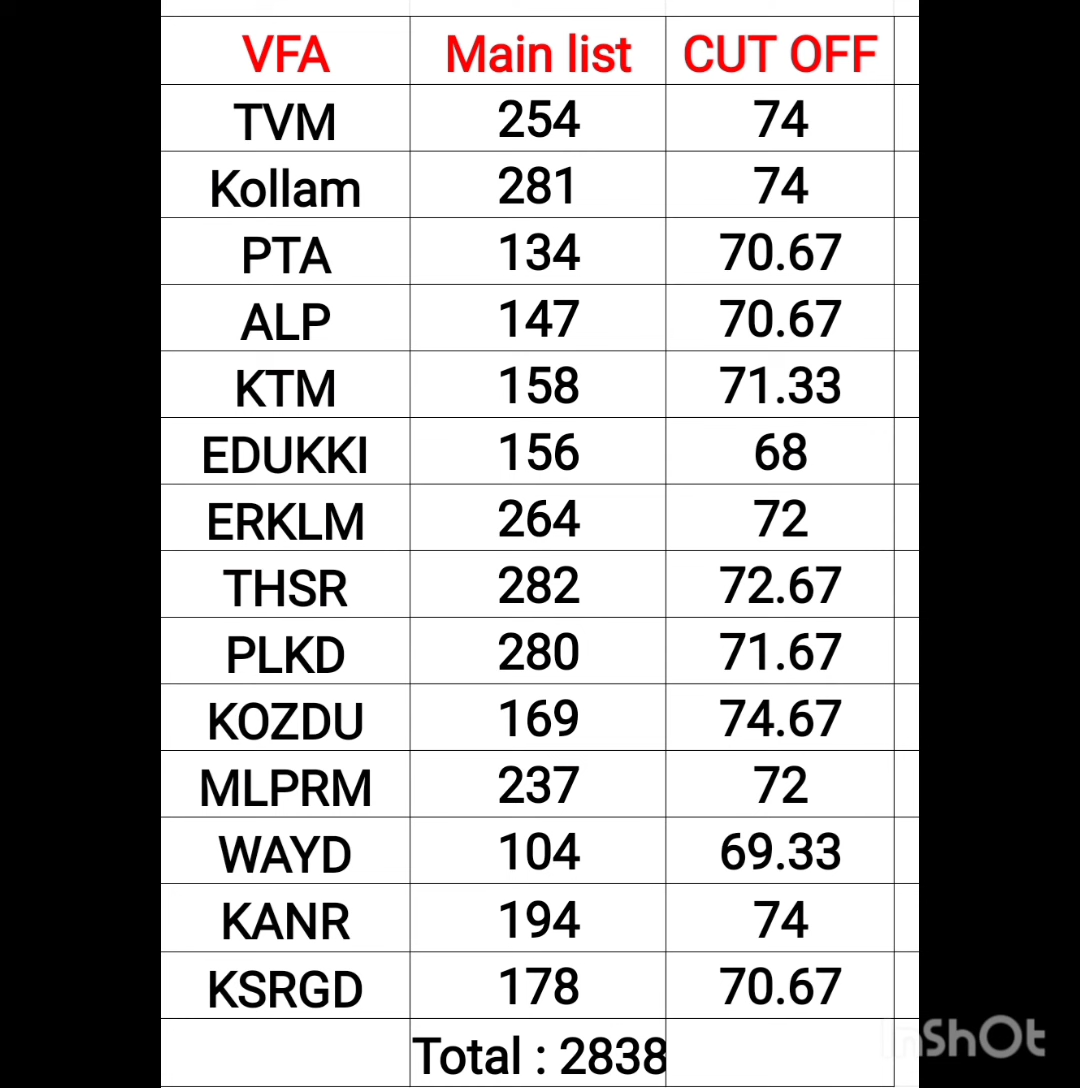 VFA Main list CUT OFF
TVM 254 74
Kollam 281 74
PTA 134 70.67
ALP 147 70.67
KTM 158 71.33
EDUKKI 156 68
ERKLM 264 72
THSR 282 72.67
PLKD 280 71.67
KOZDU 169 74.67
MLPRM 237 72
WAYD 104 69.33
KANR 194 74
KSRGD 178 70.67
Total : 2838
InShOt